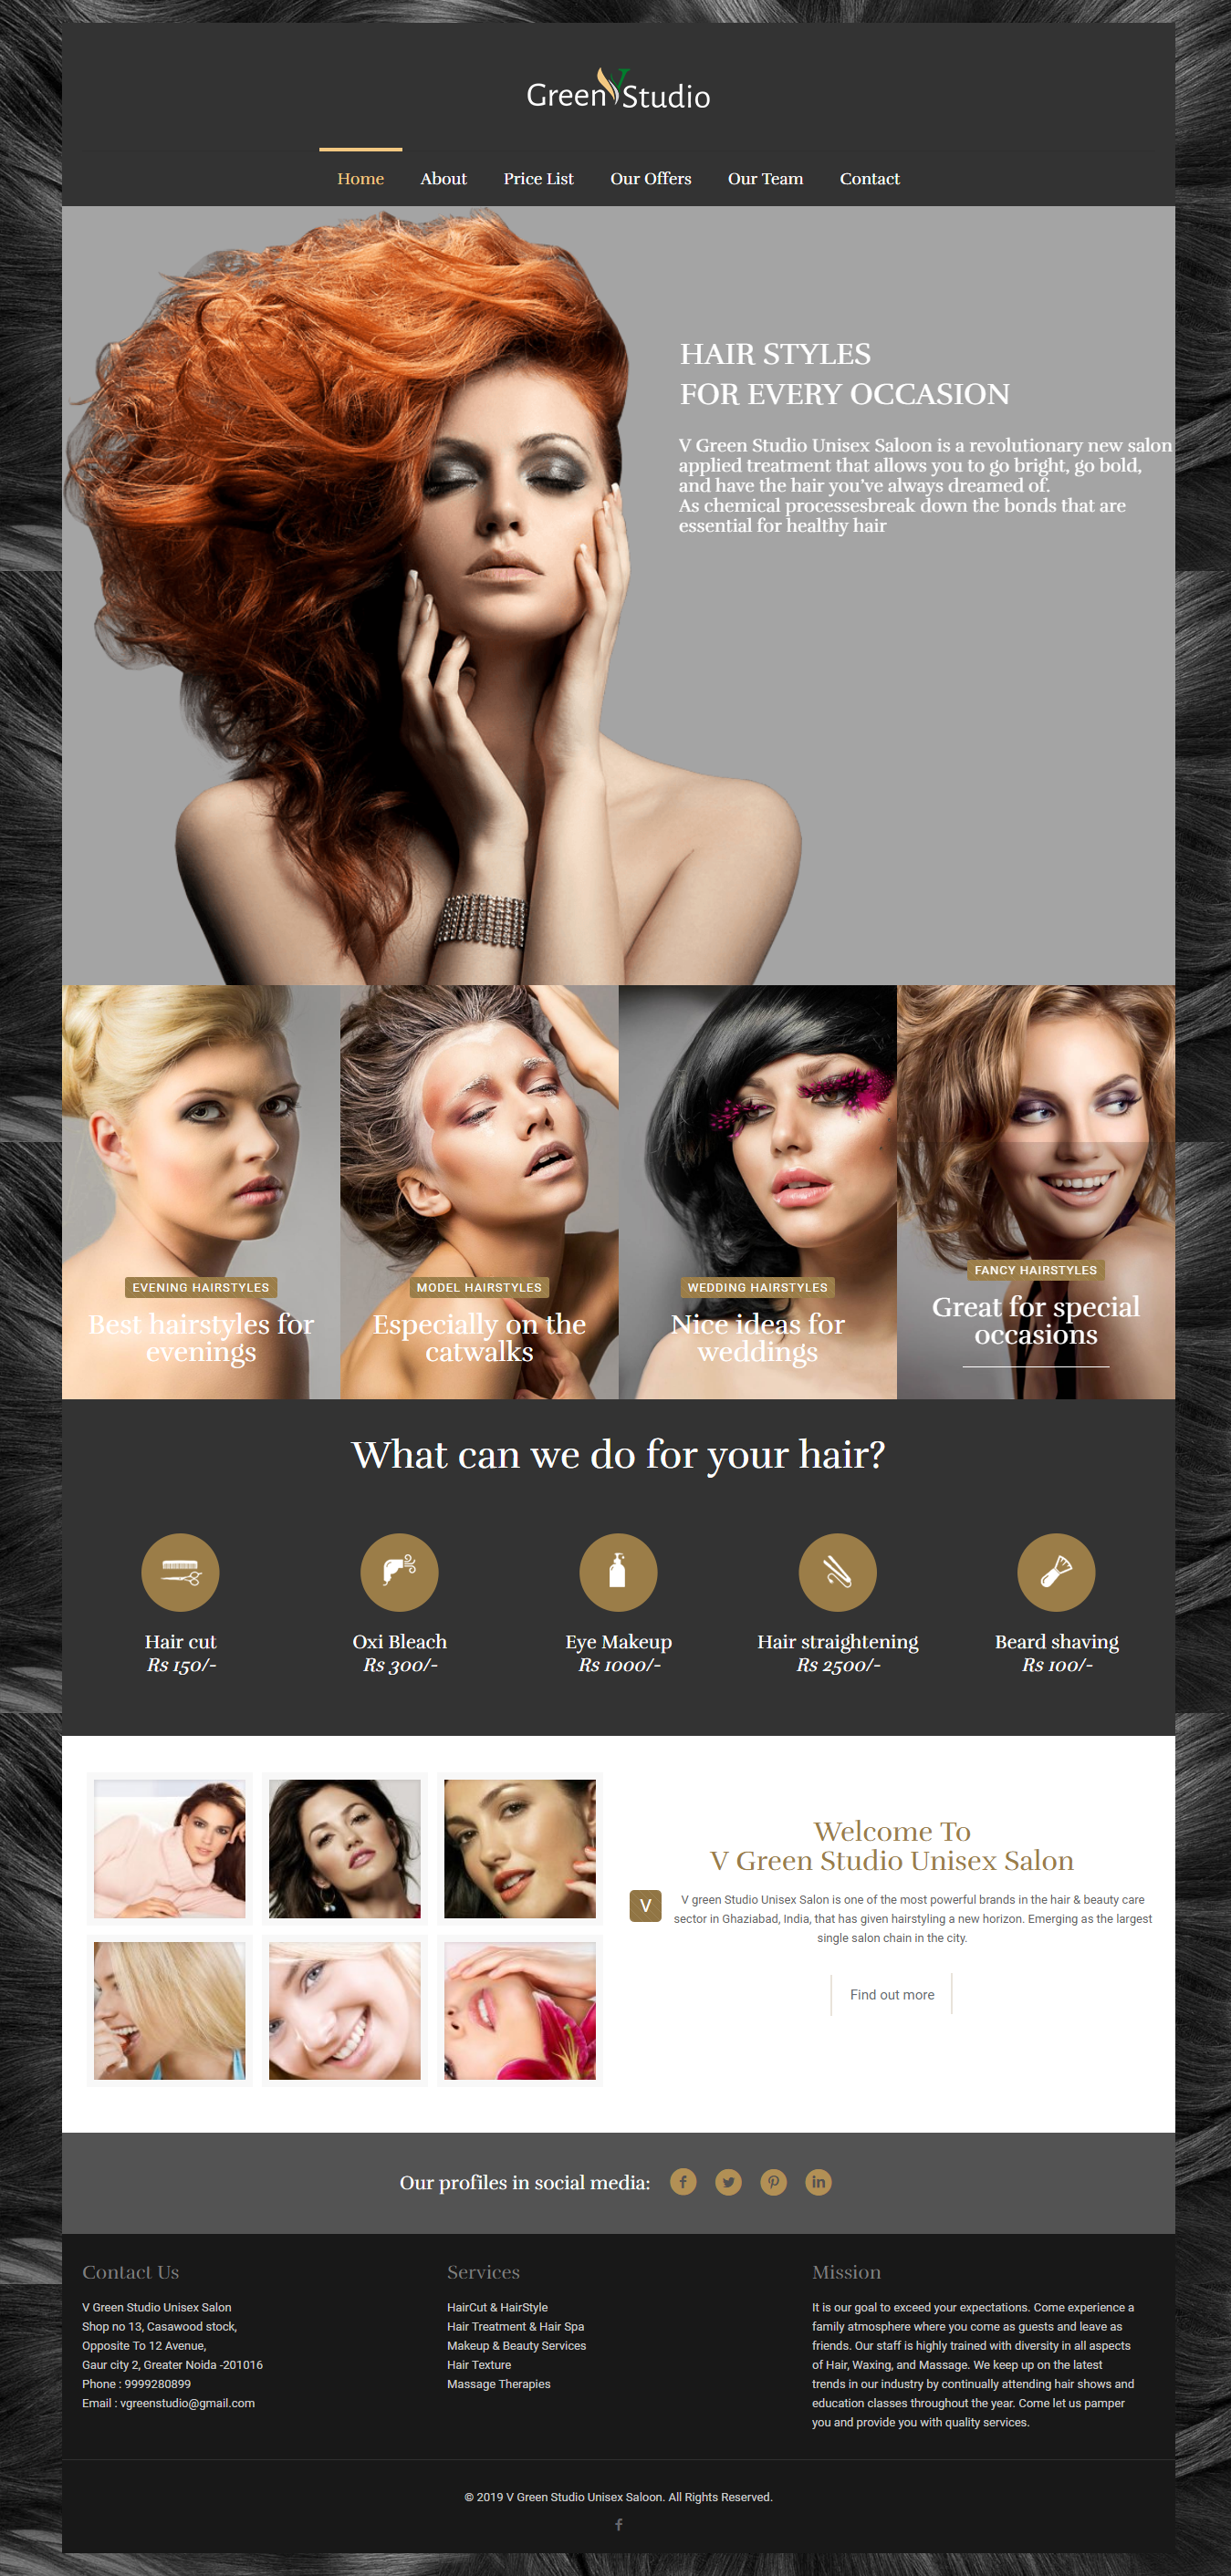 Green V Studio
Home About Price List Our Offers Our Team Contact
HAIR STYLES
FOR EVERY OCCASION
V Green Studio Unisex Saloon is a revolutionary new salon
applied treatment that allows you to go bright, go bold,
and have the hair you've always dreamed of.
As chemical processesbreak down the bonds that are
essential for healthy hair
EVENING HAIRSTYLES
Best hairstyles for
evenings
MODEL HAIRSTYLES
Especially on the
catwalks
WEDDING HAIRSTYLES
Nice ideas for
weddings
FANCY HAIRSTYLES
Great for special
occasions
What can we do for your hair?
Hair cut
Rs 150/-
Oxi Bleach
Rs 300/-
Eye Makeup
Rs 1000/-
Hair straightening
Rs 2500/-
Beard shaving
Rs 100/-
Welcome To
V Green Studio Unisex Salon
V
V green Studio Unisex Salon is one of the most powerful brands in the hair & beauty care
sector in Ghaziabad, India, that has given hairstyling a new horizon. Emerging as the largest
single salon chain in the city.
Find out more
Our profiles in social media:
Contact Us
V Green Studio Unisex Salon
Shop no 13, Casawood stock,
Opposite To 12 Avenue,
Gaur city 2, Greater Noida -201016
Phone : 9999280899
Email : vgreenstudio@gmail.com
Services
HairCut & HairStyle
Hair Treatment & Hair Spa
Makeup & Beauty Services
Hair Texture
Massage Therapies
Mission
It is our goal to exceed your expectations. Come experience a
family atmosphere where you come as guests and leave as
friends. Our staff is highly trained with diversity in all aspects
of Hair, Waxing, and Massage. We keep up on the latest
trends in our industry by continually attending hair shows and
education classes throughout the year. Come let us pamper
you and provide you with quality services.
© 2019 V Green Studio Unisex Saloon. All Rights Reserved.